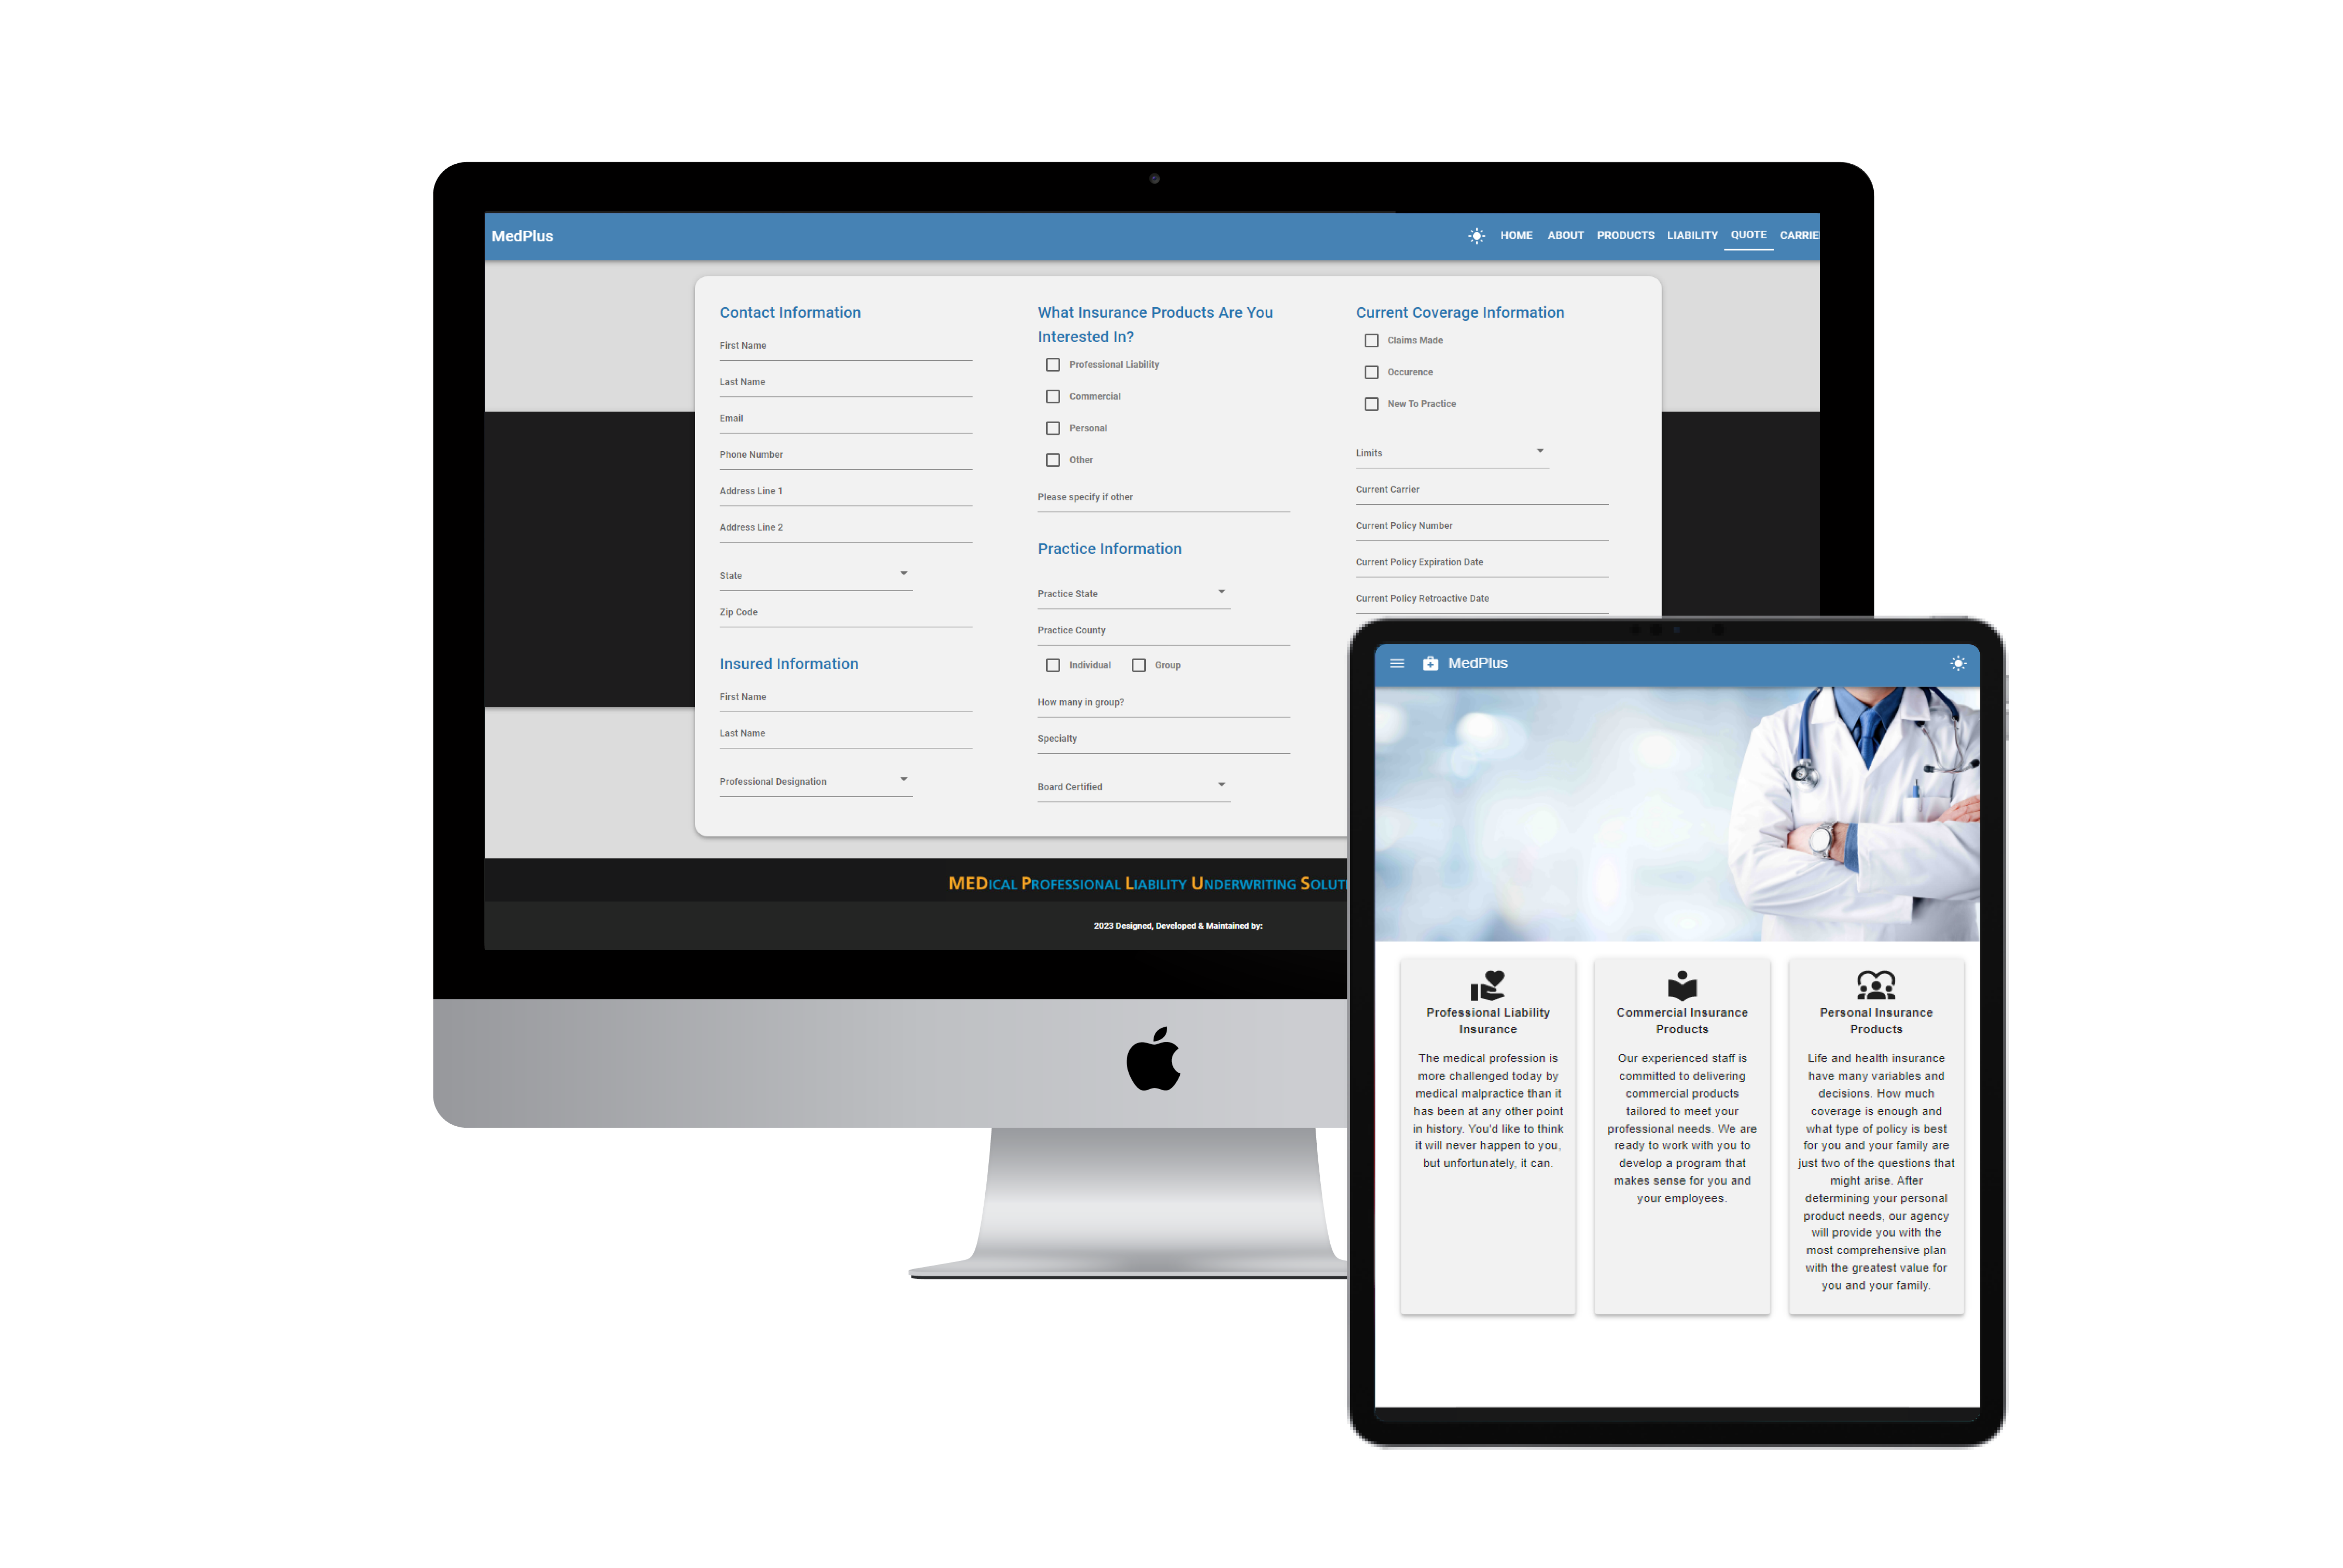 MedPlus
HOME ABOUT PRODUCTS LIABILITY QUOTE
Contact Information
First Name
Last Name
Email
Phone Number
Address Line 1
Address Line 2
State
Zip Code
Insured Information
First Name
Last Name
Professional Designation
What Insurance Products Are You
Interested In?
Professional Liability
Commercial
Personal
Other
Please specify if other
Practice Information
Practice State
Practice County
Individual Group
How many in group?
Specialty
Board Certified
Current Coverage Information
Claims Made
Occurence
New To Practice
Limits
Current Carrier
Current Policy Number
Current Policy Expiration Date
Current Policy Retroactive Date
MEDICAL PROFESSIONAL LIABILITY UNDERWRITING
2023 Designed, Developed & Maintained by:
MedPlus
Professional Liability
Insurance
The medical profession is
more challenged today by
medical malpractice than it
has been at any other point
in history. You'd like to think
it will never happen to you,
but unfortunately, it can.
Commercial Insurance
Products
Our experienced staff is
committed to delivering
commercial products
tailored to meet your
professional needs. We are
ready to work with you to
develop a program that
makes sense for you and
your employees.
Personal Insurance
Products
Life and health insurance
have many variables and
decisions. How much
coverage is enough and
what type of policy is best
for you and your family are
just two of the questions that
might arise. After
determining your personal
product needs, our agency
will provide you with the
most comprehensive plan
with the greatest value for
you and your family.